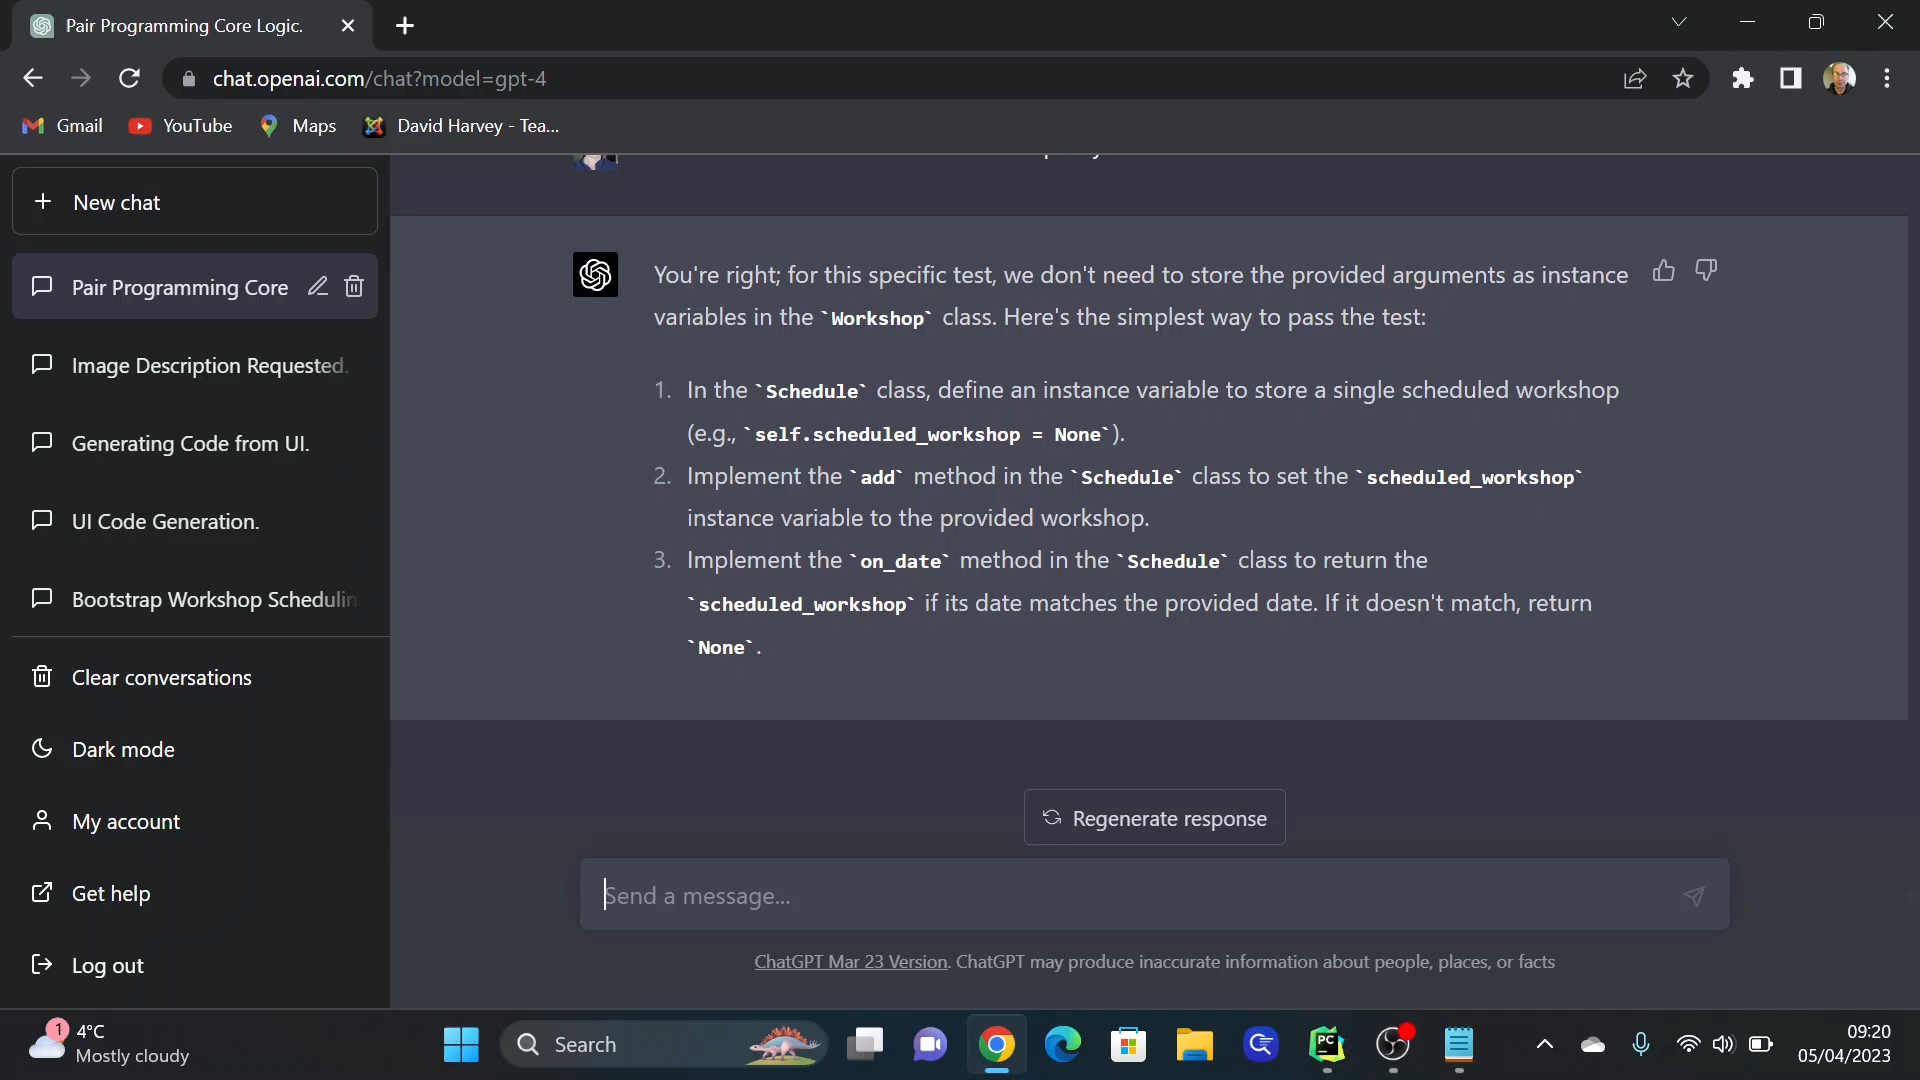 Pair Programming Core Logic.
chat.openai.com/chat?model=gpt-4
Gmail
YouTube
Maps
David Harvey - Tea...
New chat
Pair Programming Core
Image Description Requested.
Generating Code from UI.
UI Code Generation.
Bootstrap Workshop Schedulin
Clear conversations
Dark mode
My account
Get help
Log out
You're right; for this specific test, we don't need to store the provided arguments as instance
variables in the `Workshop` class. Here's the simplest way to pass the test:
1. In the `Schedule` class, define an instance variable to store a single scheduled workshop
(e.g., `self.scheduled_workshop = None`).
2. Implement the `add` method in the `Schedule` class to set the `scheduled_workshop`
instance variable to the provided workshop.
3. Implement the `on_date` method in the `Schedule` class to return the
`scheduled_workshop` if its date matches the provided date. If it doesn't match, return
`None`.
Regenerate response
Send a message...
ChatGPT Mar 23 Version. ChatGPT may produce inaccurate information about people, places, or facts
1
4°C
Mostly cloudy
Search
PC
09:20
05/04/2023